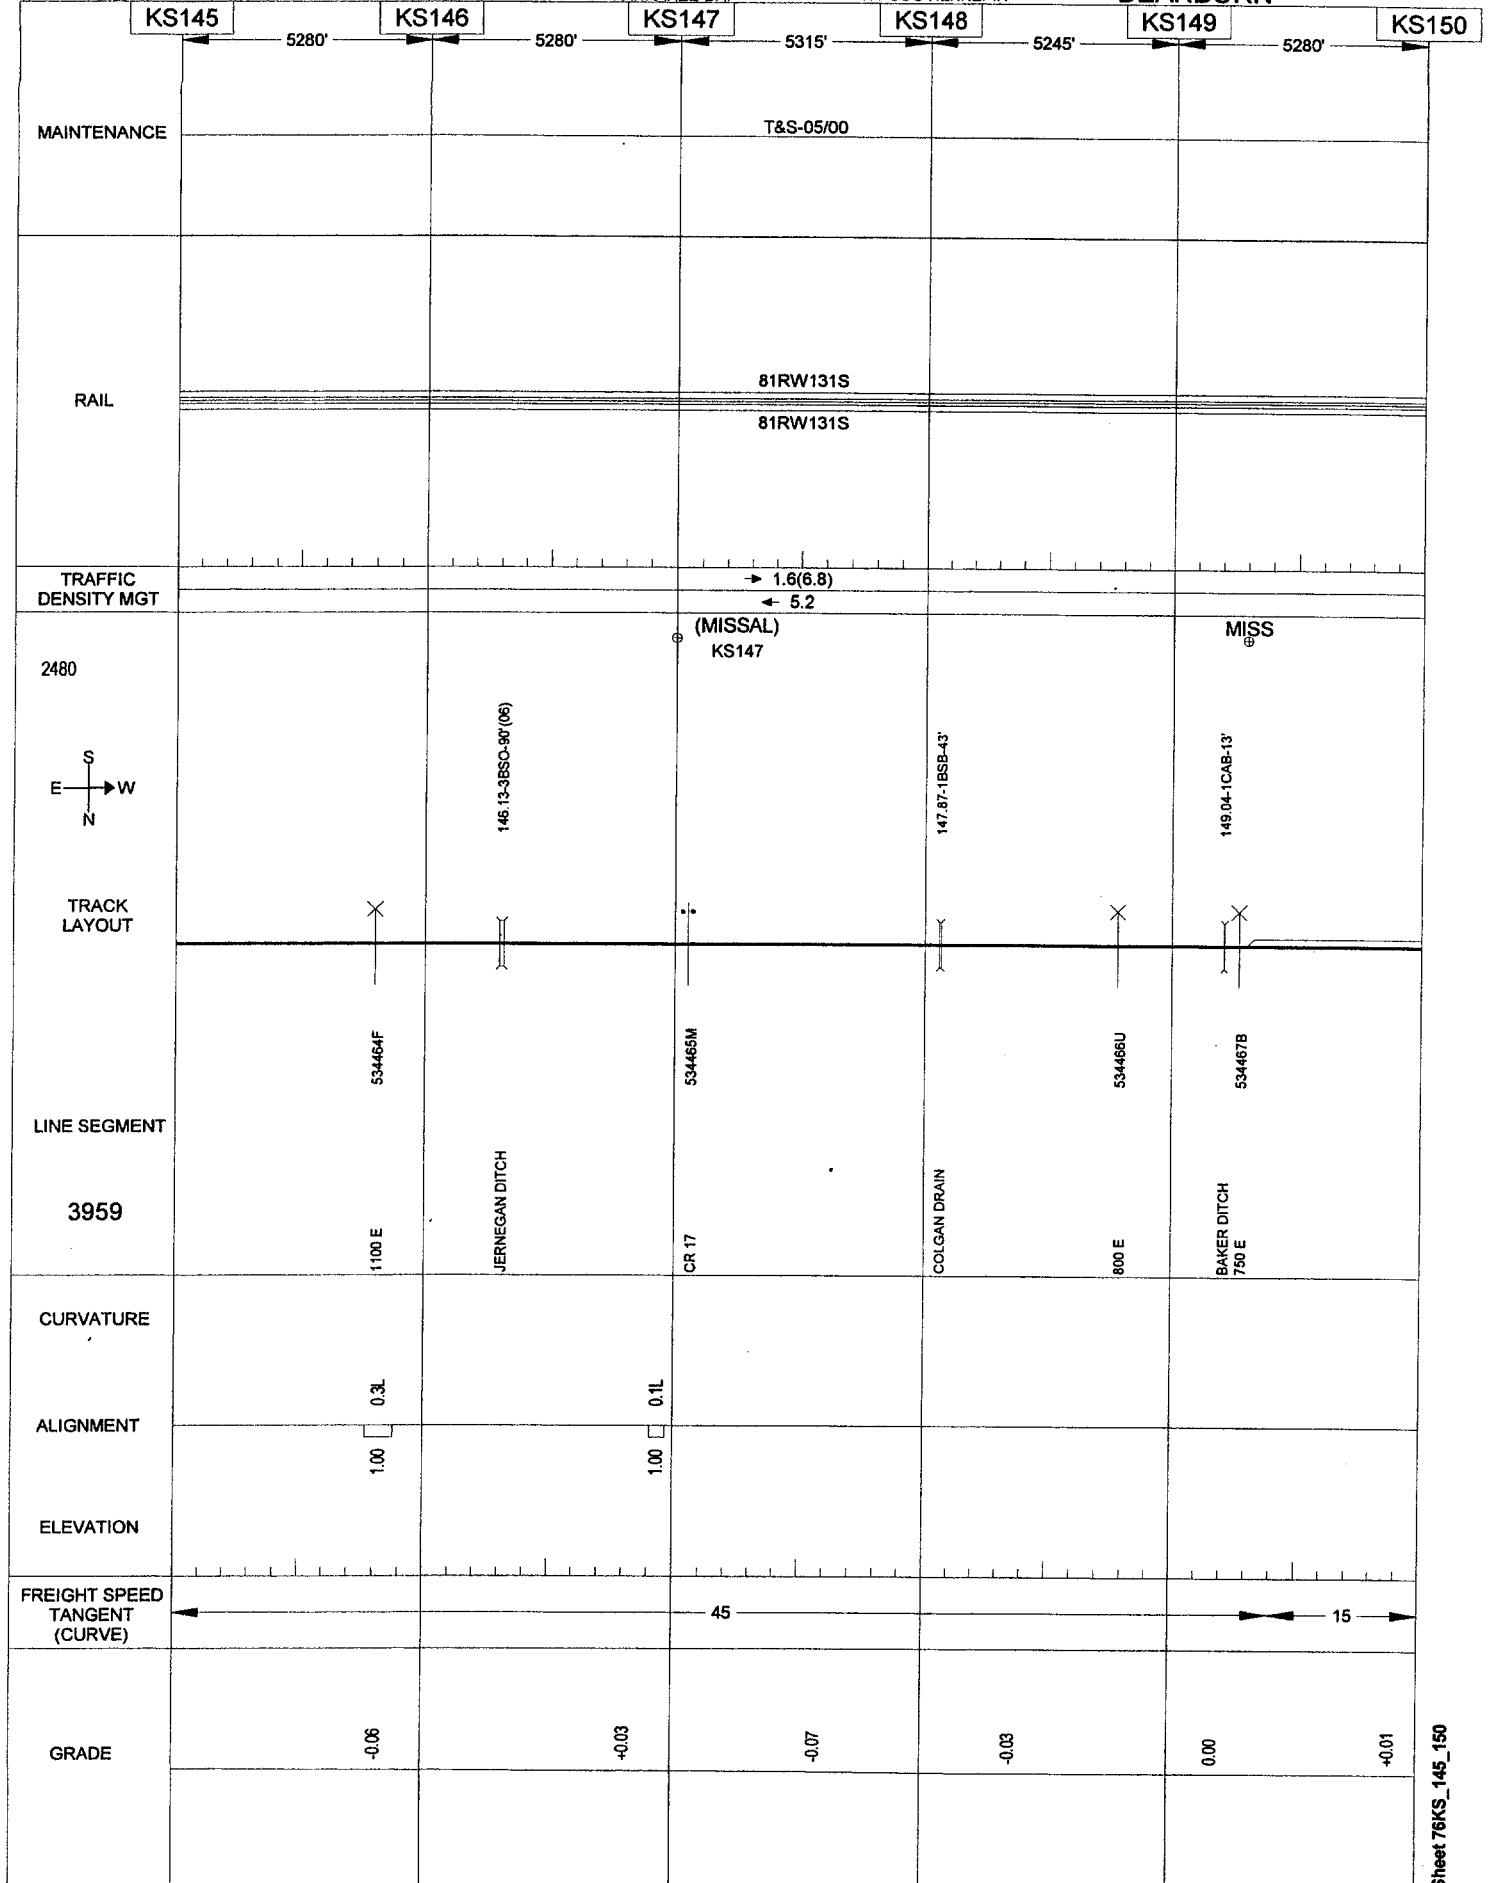 DEARBORN
KS145 KS146 KS147 KS148 KS149 KS150
5280' 5280' 5315' 5245' 5280'
MAINTENANCE
T&S-05/00
RAIL
81RW131S
81RW131S
TRAFFIC
DENSITY MGT
→ 1.6(6.8)
← 5.2
(MISSAL)
KS147
MISS
2480
S
E W
N
146.13-3BSO-90'(06)
147.87-1BSB-43'
149.04-1CAB-13'
TRACK
LAYOUT
534464F
534465M
534466U
534467B
LINE SEGMENT
3959
1100 E
JERNEGAN DITCH
CR 17
COLGAN DRAIN
800 E
BAKER DITCH
750 E
CURVATURE
0.3L
0.1L
ALIGNMENT
1.00
1.00
ELEVATION
FREIGHT SPEED
TANGENT
(CURVE)
45
15
GRADE
-0.06
+0.03
-0.07
-0.03
0.00
+0.01
Sheet 76KS_145_150